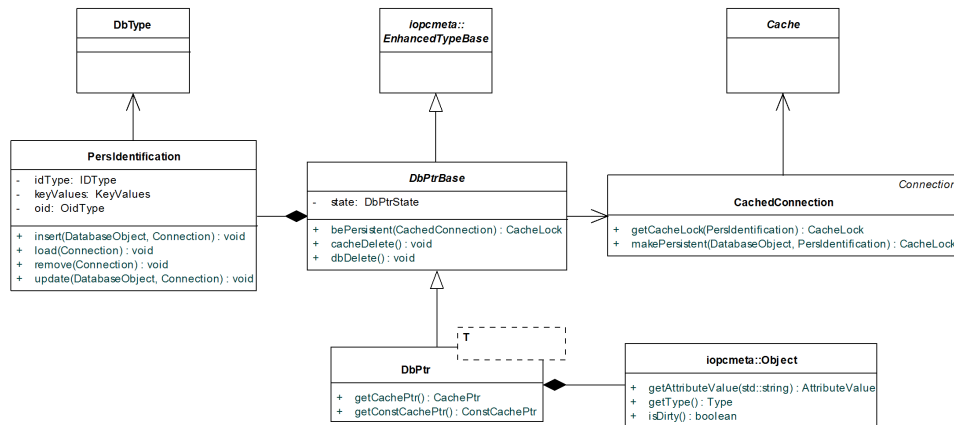 DbType
iopcmeta::
EnhancedTypeBase
Cache
PersIdentification
- idType: IDType
- keyValues: KeyValues
- oid: OidType
+ insert(DatabaseObject, Connection) : void
+ load(Connection) : void
+ remove(Connection) : void
+ update(DatabaseObject, Connection) : void
DbPtrBase
- state: DbPtrState
+ bePersistent(CachedConnection) : CacheLock
+ cacheDelete() : void
+ dbDelete() : void
Connection
CachedConnection
+ getCacheLock(PersIdentification) : CacheLock
+ makePersistent(DatabaseObject, PersIdentification) : CacheLock
T
DbPtr
+ getCachePtr() : CachePtr
+ getConstCachePtr() : ConstCachePtr
iopcmeta::Object
+ getAttributeValue(std::string) : AttributeValue
+ getType() : Type
+ isDirty() : boolean